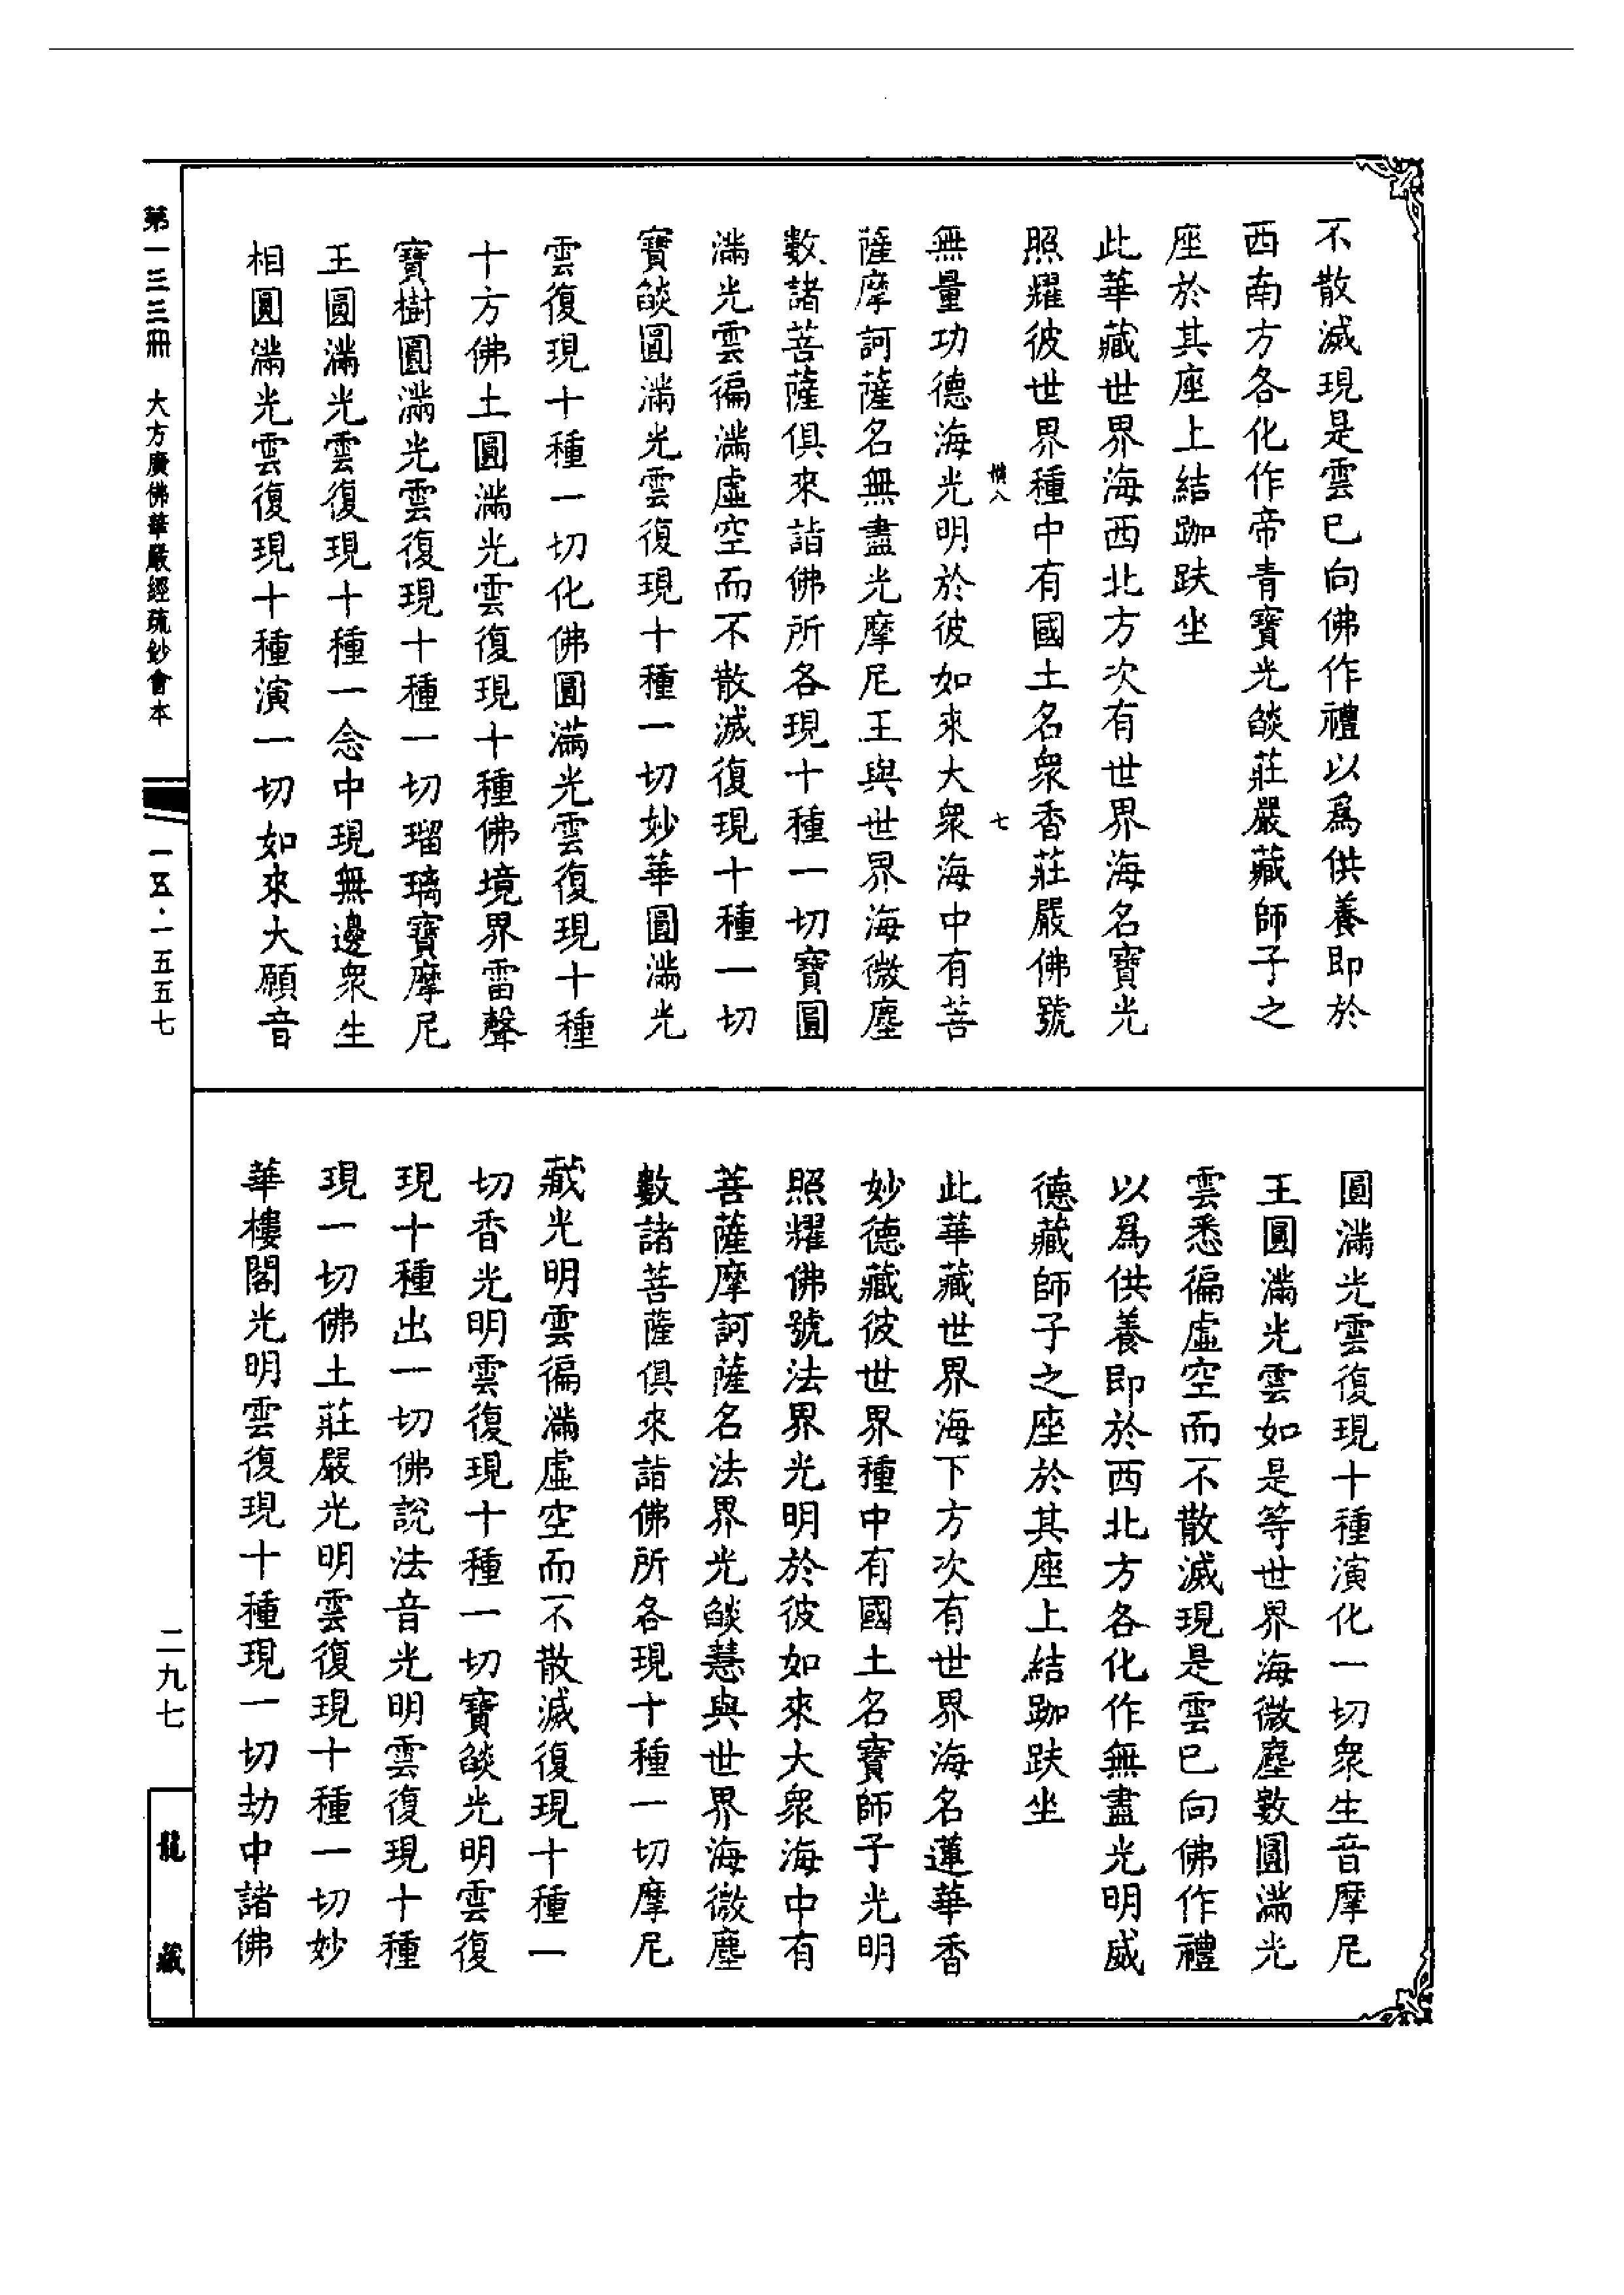 不散滅現是雲已向佛作禮以爲供養即於
西南方各化作帝青寶光燄莊嚴藏師子之
座於其座上結跏趺坐
此華藏世界海西北方次有世界海名寶光
照耀彼世界種中有國土名衆香莊嚴佛號
七
無量功德海光明於彼如來大衆海中有菩
薩摩訶薩名無盡光摩尼王與世界海微塵
數諸菩薩俱來詣佛所各現十種一切寶圓
滿光雲徧滿虛空而不散滅復現十種一切
寶燄圓滿光雲復現十種一切妙華圓滿光
雲復現十種一切化佛圓滿光雲復現十種
十方佛土圓滿光雲復現十種佛境界雷聲
寶樹圓滿光雲復現十種一切瑠璃寶摩尼
王圓滿光雲復現十種一念中現無邊衆生
相圓滿光雲復現十種演一切如來大願音
圓滿光雲復現十種演化一切衆生音摩尼
王圓滿光雲如是等世界海微塵數圓滿光
雲悉徧虛空而不散滅現是雲已向佛作禮
以爲供養即於西北方各化作無盡光明威
德藏師子之座於其座上結跏趺坐
此華藏世界海下方次有世界海名蓮華香
妙德藏彼世界種中有國土名寶師子光明
照耀佛號法界光明於彼如來大衆海中有
菩薩摩訶薩名法界光燄慧與世界海微塵
數諸菩薩俱來詣佛所各現十種一切摩尼
藏光明雲徧滿虛空而不散滅復現十種一
切香光明雲復現十種一切寶燄光明雲復
現十種出一切佛說法音光明雲復現十種
現一切佛土莊嚴光明雲復現十種一切妙
華樓閣光明雲復現十種現一切劫中諸佛
第一三三冊 大方廣佛華嚴經疏鈔會本
一五·一五五七
二九七
龍藏